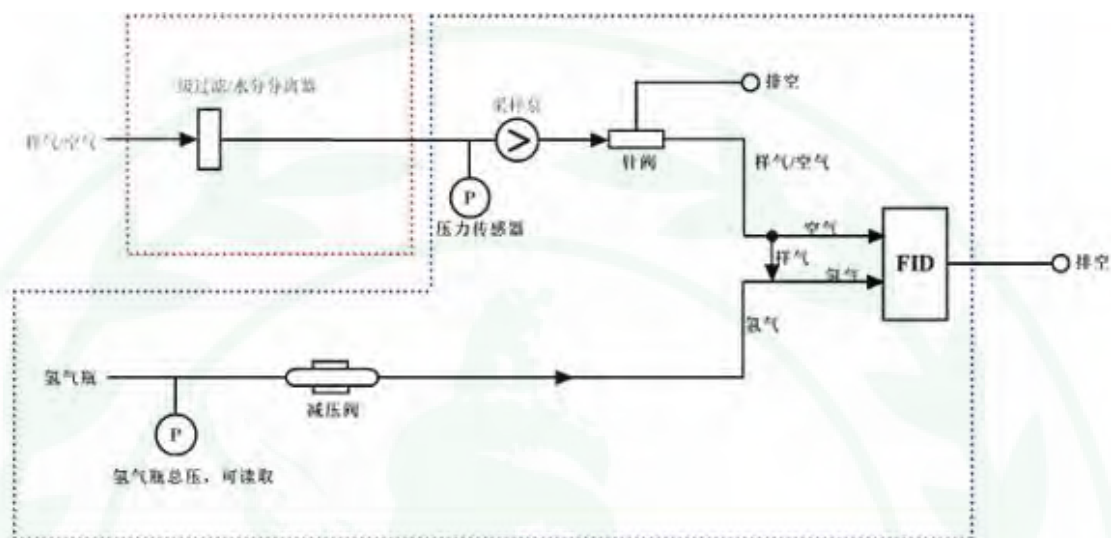 级过滤/水分分离器
样气/空气
采样泵
排空
针阀
样气/空气
P
压力传感器
空气
样气
FID
排空
氢气
氢气
氢气瓶
减压阀
P
氢气瓶总压，可读取